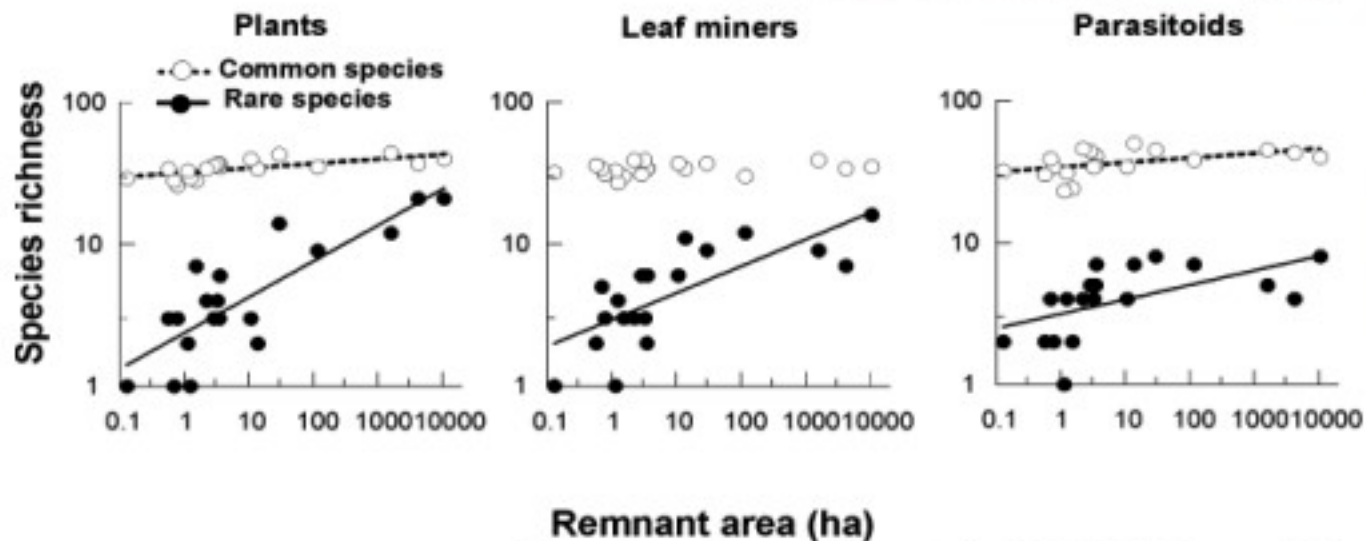 Plants
Leaf miners
Parasitoids
Common species
Rare species
Species richness
100
10
1
0.1 1 10 100 1000 10000
100
10
1
0.1 1 10 100 1000 10000
100
10
1
0.1 1 10 100 1000 10000
Remnant area (ha)